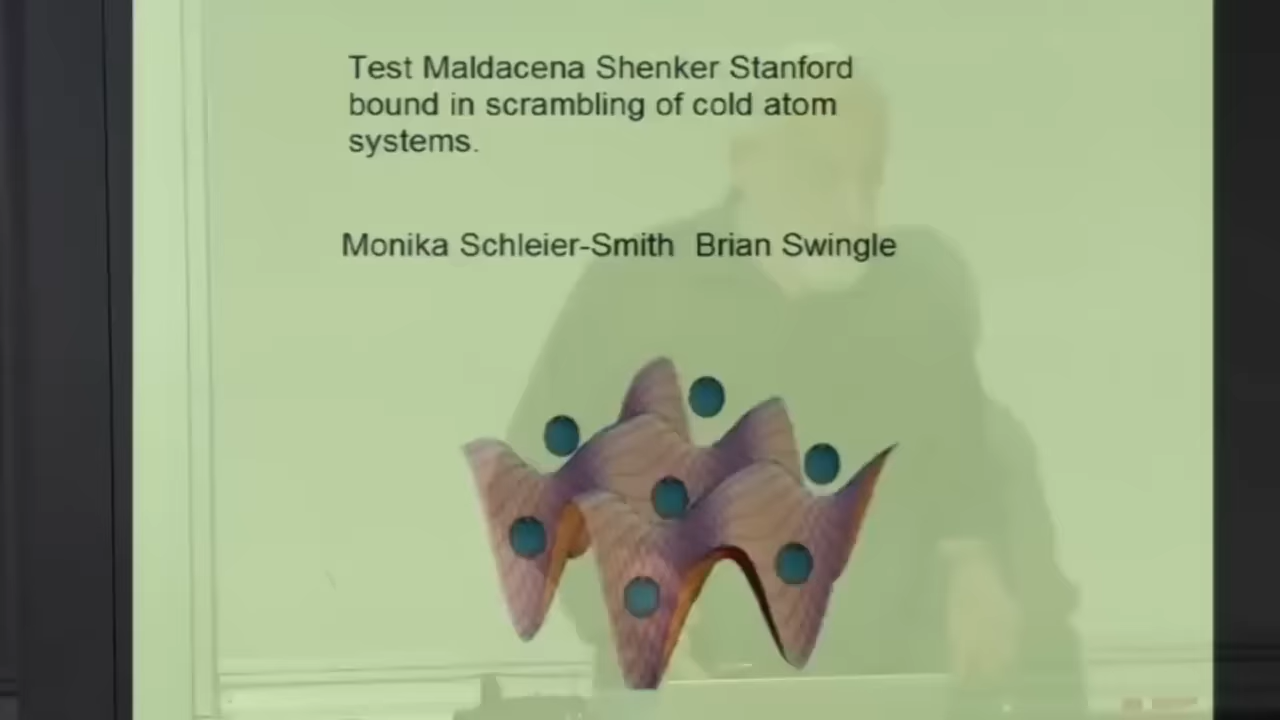 Test Maldacena Shenker Stanford
bound in scrambling of cold atom
systems.
Monika Schleier-Smith Brian Swingle